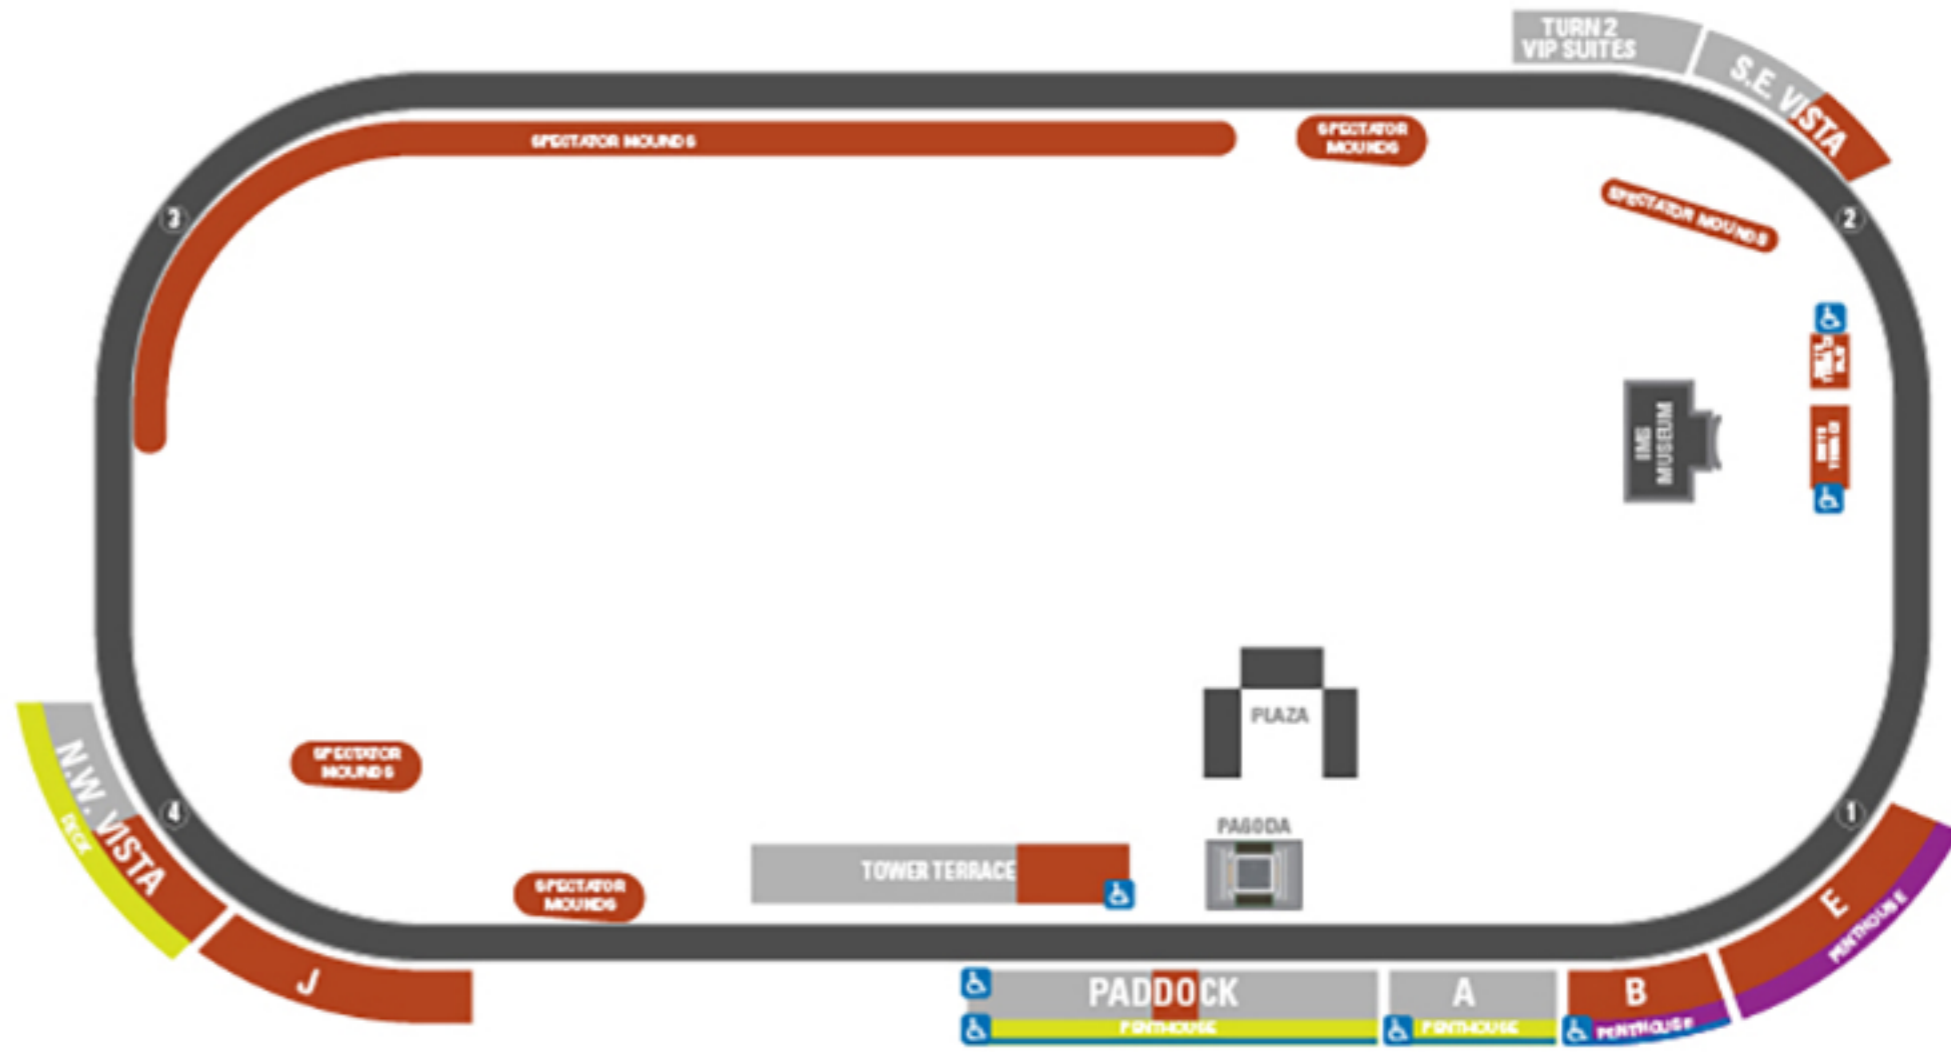 TURN 2
VIP SUITES
S.E. VISTA
SPECTATOR MOUNDS
SPECTATOR
MOUNDS
SPECTATOR MOUNDS
3
2
IMS
MUSEUM
PLAZA
SPECTATOR
MOUNDS
N.W. VISTA
DECK
4
1
PAGODA
TOWER TERRACE
SPECTATOR
MOUNDS
E
PENTHOUSE
J
PADDOCK
A
B
PENTHOUSE
PENTHOUSE
PENTHOUSE